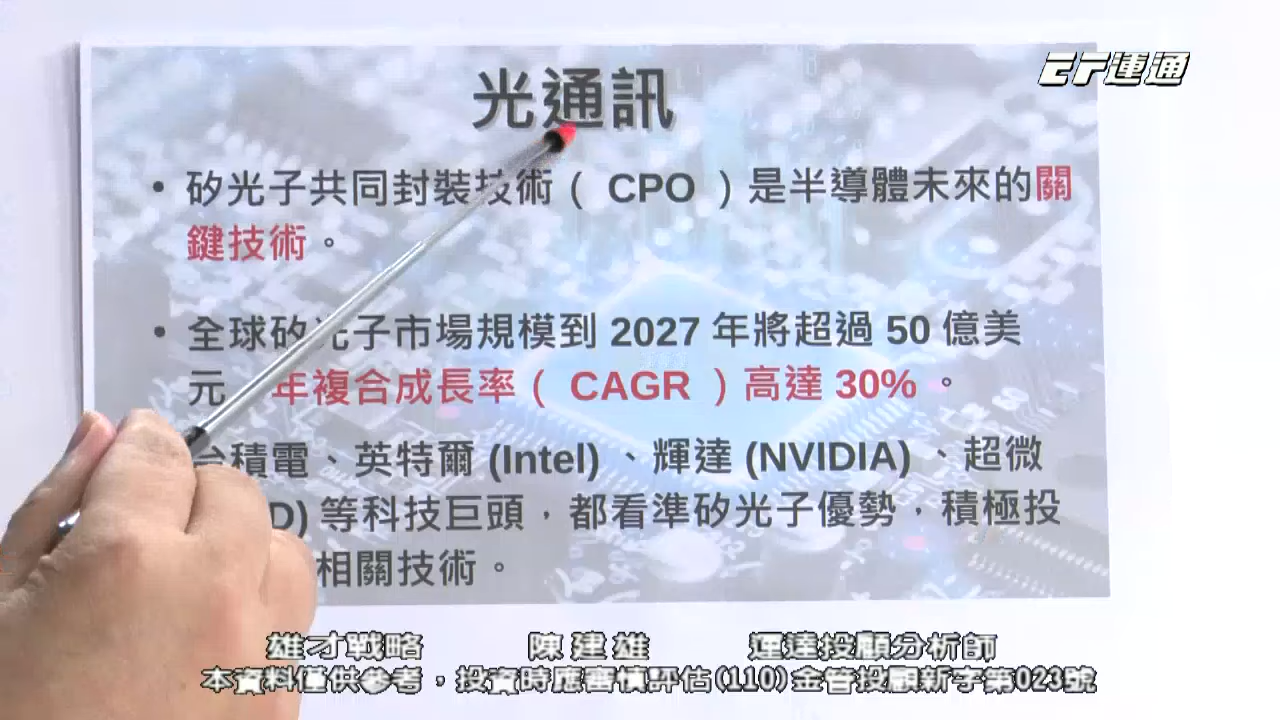 EF運通
光通訊
• 矽光子共同封裝技術（ CPO ）是半導體未來的關
鍵技術。
• 全球矽光子市場規模到 2027 年將超過 50 億美
元 年複合成長率（ CAGR ）高達 30% 。
台積電、英特爾 (Intel) 、輝達 (NVIDIA) 、超微
D) 等科技巨頭，都看準矽光子優勢，積極投
相關技術。
雄才戰略 陳建雄 運達投顧分析師
本資料僅供參考，投資時應審慎評估(110)金管投顧新字第023號